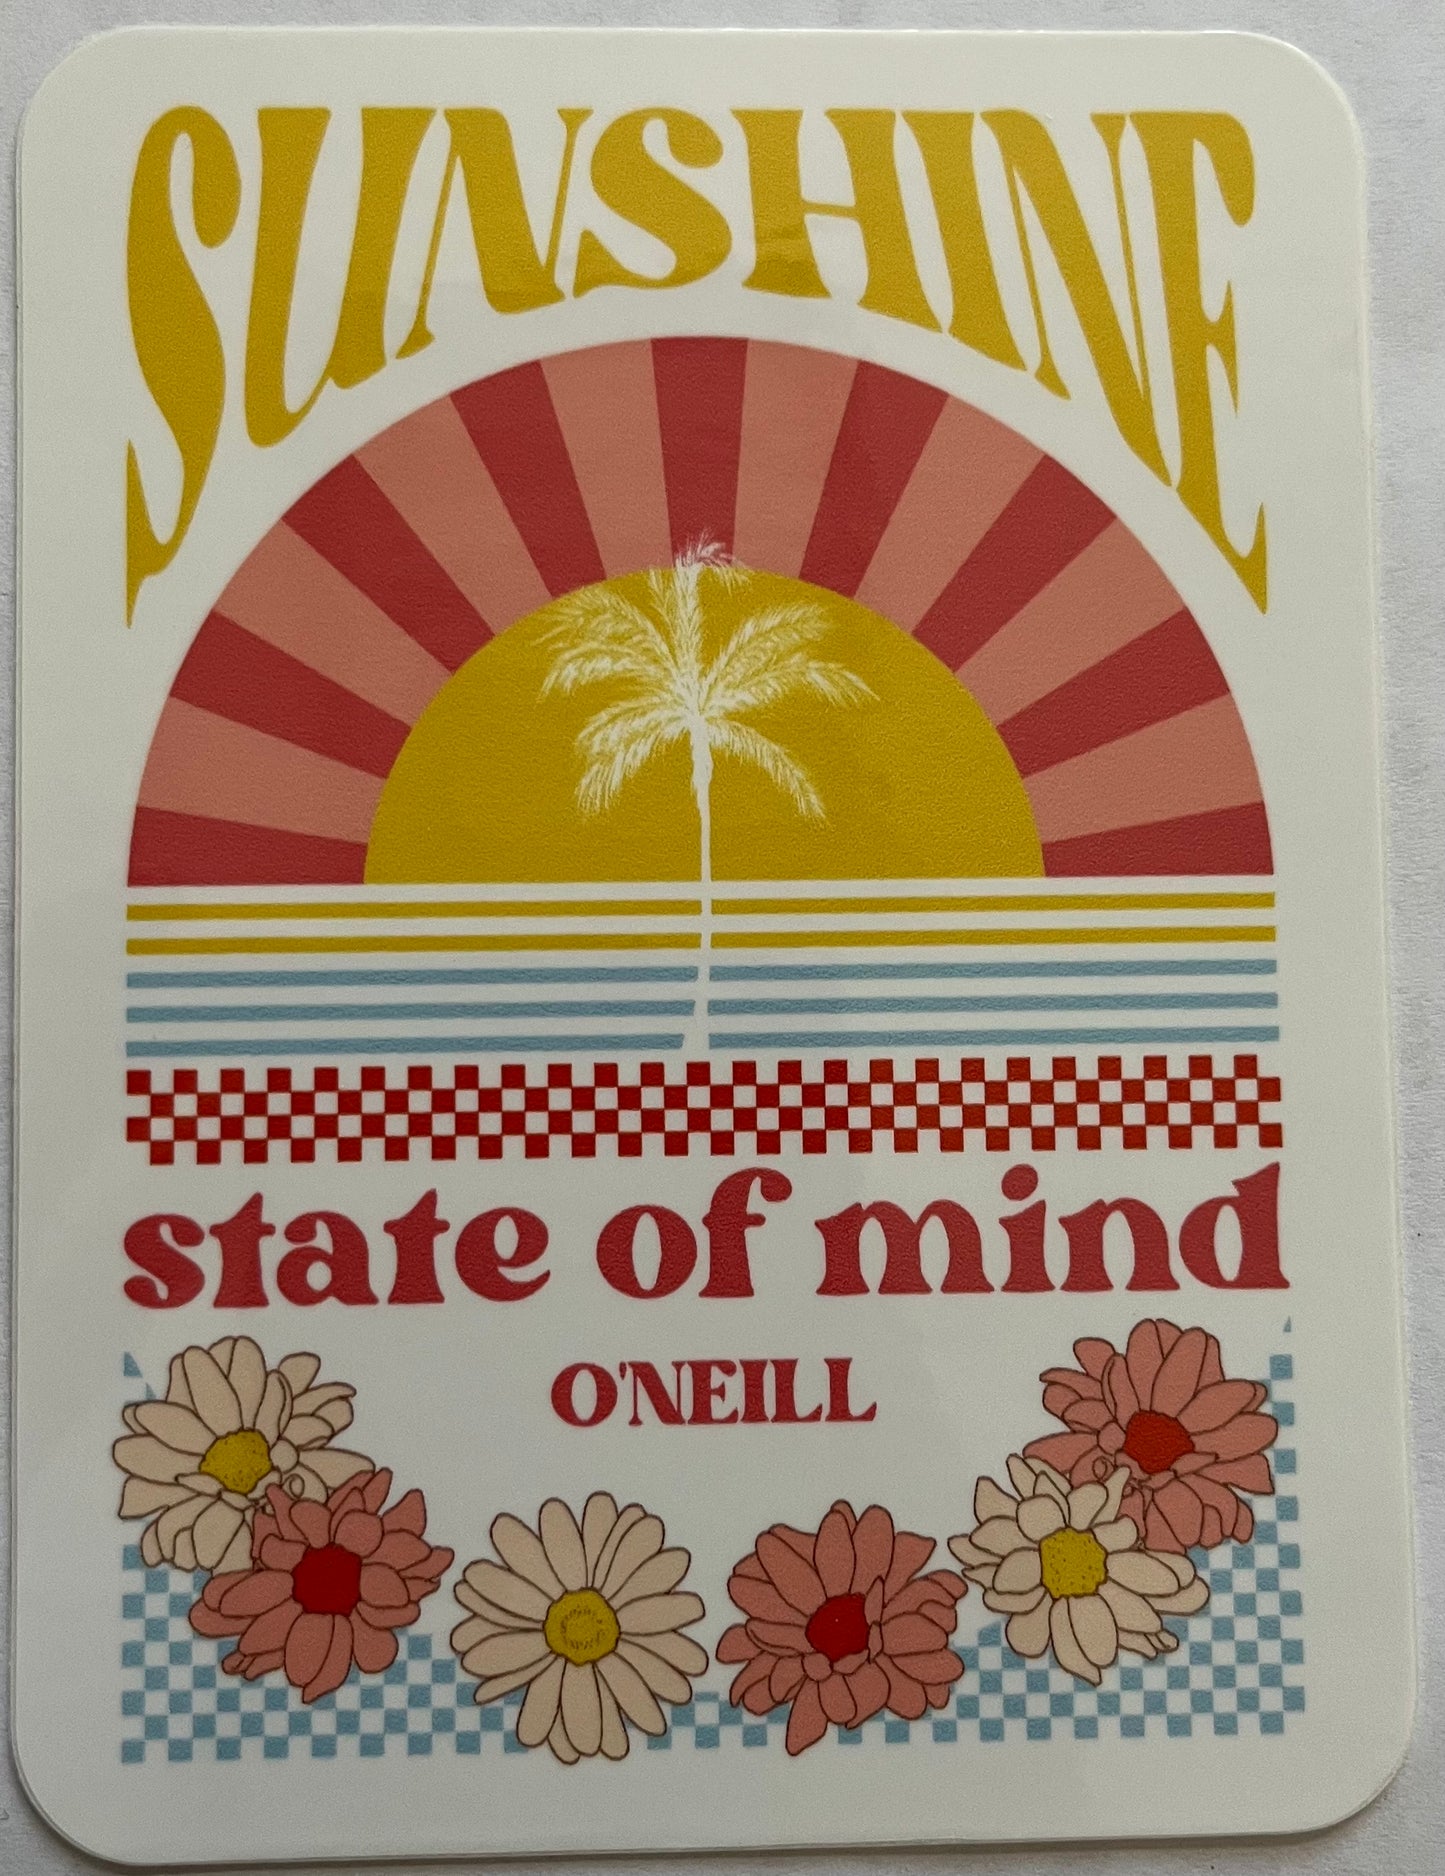 SUNSHINE
state of mind
O'NEILL